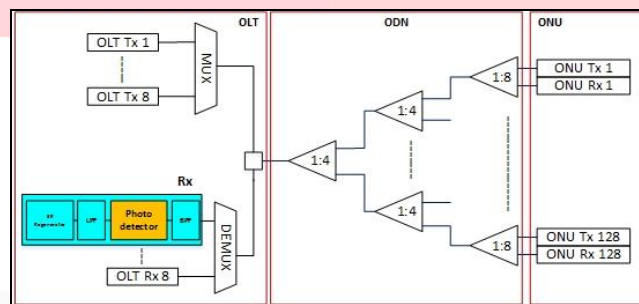 OLT
ODN
ONU
OLT Tx 1
OLT Tx 8
MUX
Rx
Photo
detector
LPF
BPF
DEMUX
OLT Rx 8
1:4
1:4
1:4
1:8
1:8
ONU Tx 1
ONU Rx 1
ONU Tx 128
ONU Rx 128